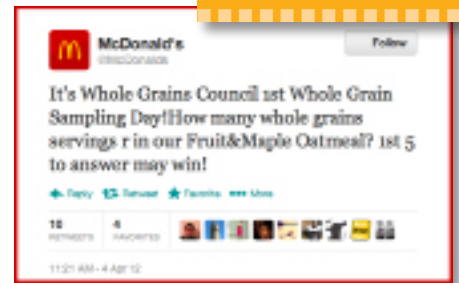 McDonald's
@McDonalds
Follow
It's Whole Grains Council 1st Whole Grain
Sampling Day!How many whole grains
servings r in our Fruit&Maple Oatmeal? 1st 5
to answer may win!
Reply Retweet Favorite More
10 4
RETWEETS FAVORITES
11:21 AM - 4 Apr 12